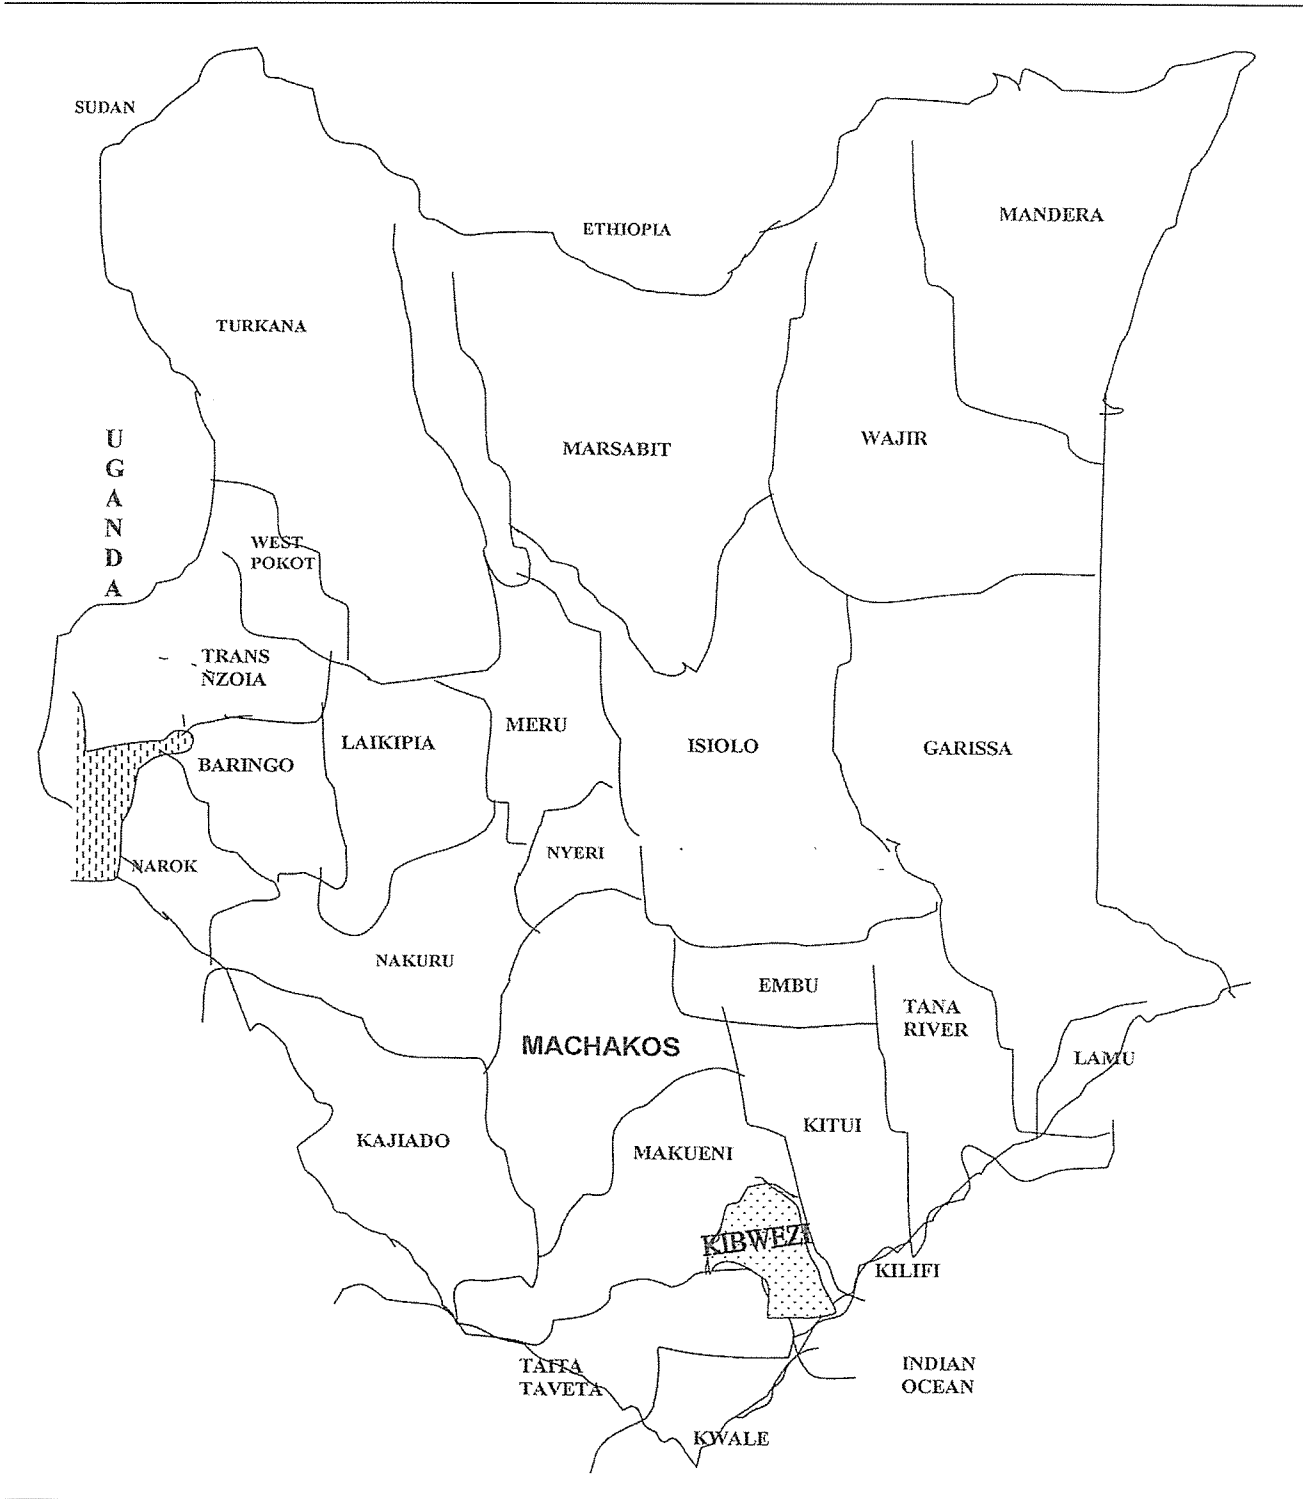 SUDAN
MANDERA
ETHIOPIA
TURKANA
UGANDA
MARSABIT
WAJIR
WEST
POKOT
TRANS
NZOIA
MERU
LAIKIPIA
ISIOLO
GARISSA
BARINGO
NYERI
NAROK
NAKURU
EMBU
TANA
RIVER
MACHAKOS
LAMU
KITUI
KAJIADO
MAKUENI
KIBWEZI
KILIFI
TAITA
TAVETA
INDIAN
OCEAN
KWALE